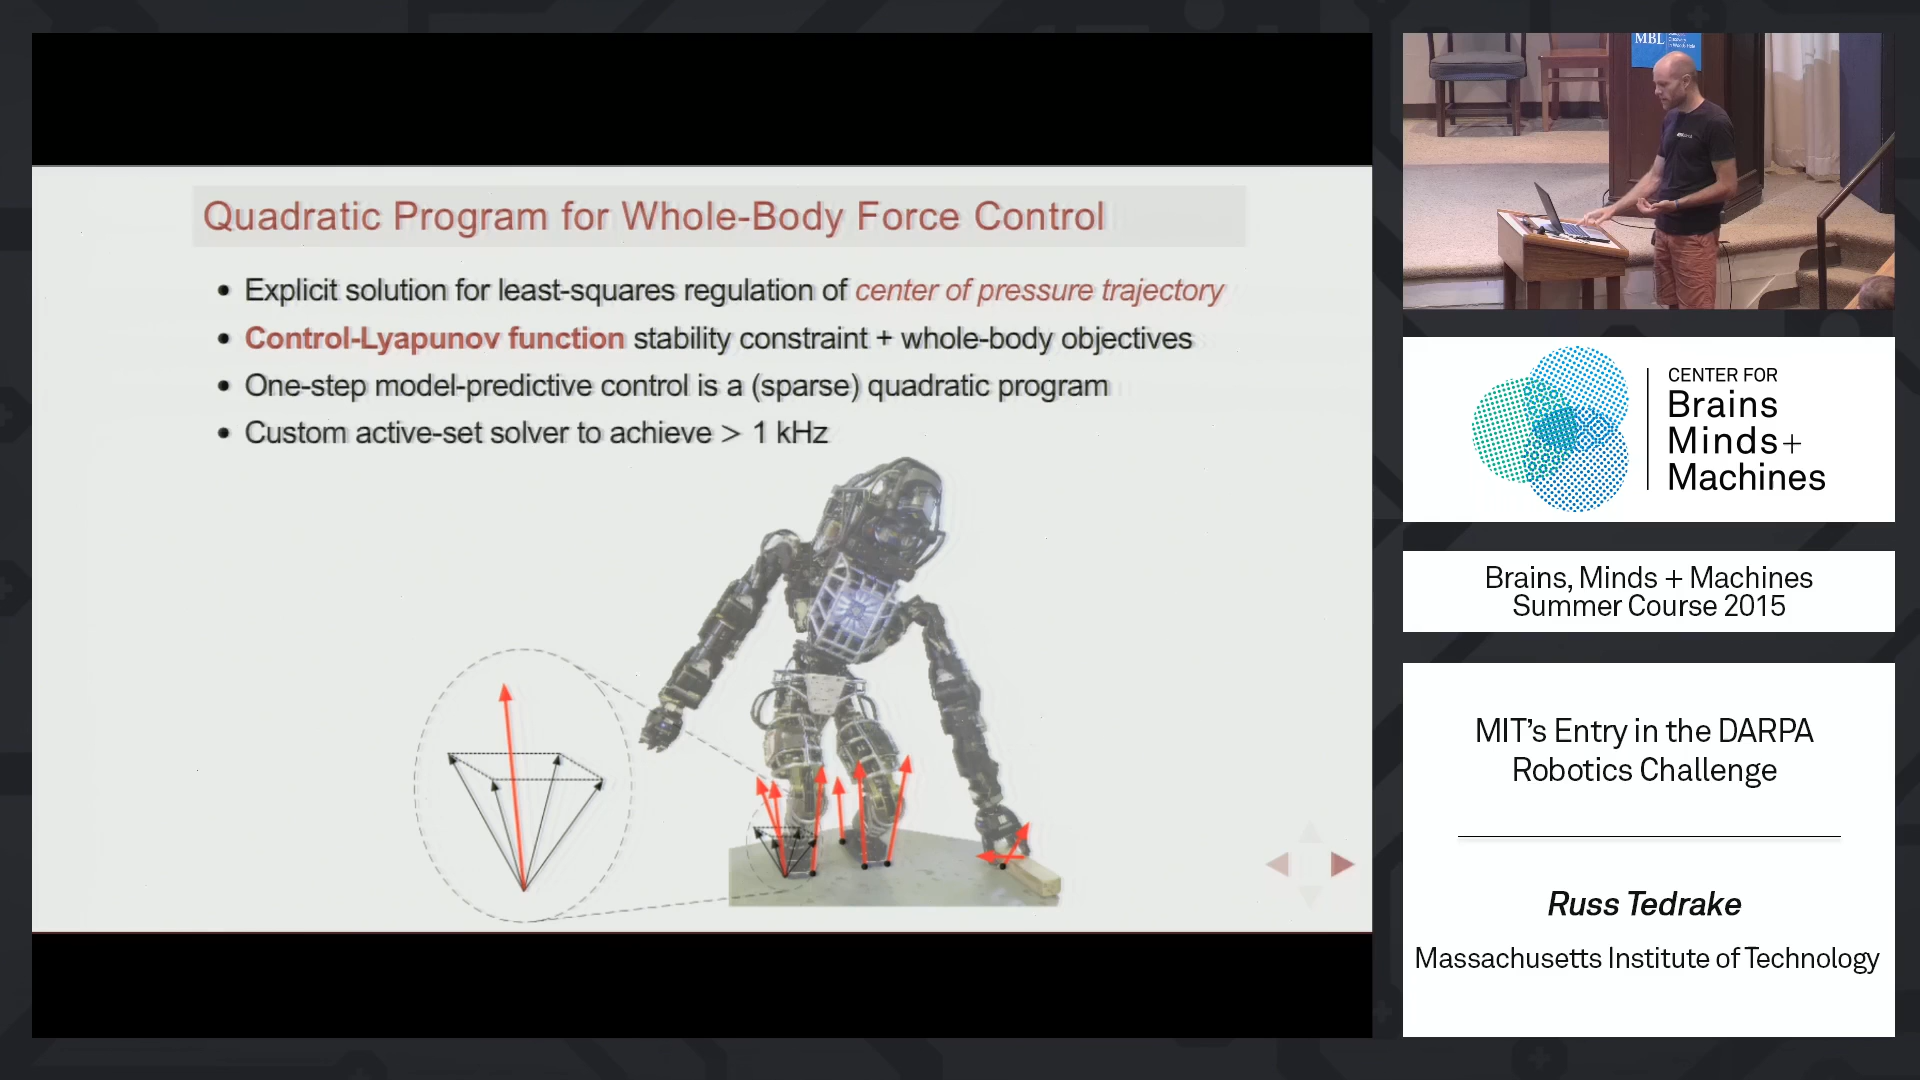 Quadratic Program for Whole-Body Force Control
• Explicit solution for least-squares regulation of center of pressure trajectory
• Control-Lyapunov function stability constraint + whole-body objectives
• One-step model-predictive control is a (sparse) quadratic program
• Custom active-set solver to achieve > 1 kHz
MBL
CENTER FOR
Brains
Minds+
Machines
Brains, Minds + Machines
Summer Course 2015
MIT’s Entry in the DARPA
Robotics Challenge
Russ Tedrake
Massachusetts Institute of Technology